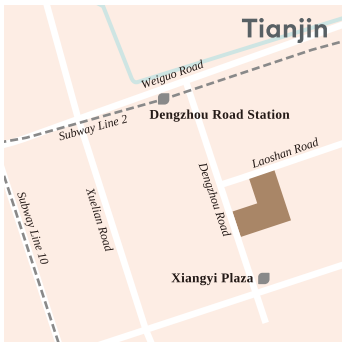 Tianjin
Weiguo Road
Dengzhou Road Station
Subway Line 2
Laoshan Road
Dengzhou Road
Xuelian Road
Subway Line 10
Xiangyi Plaza